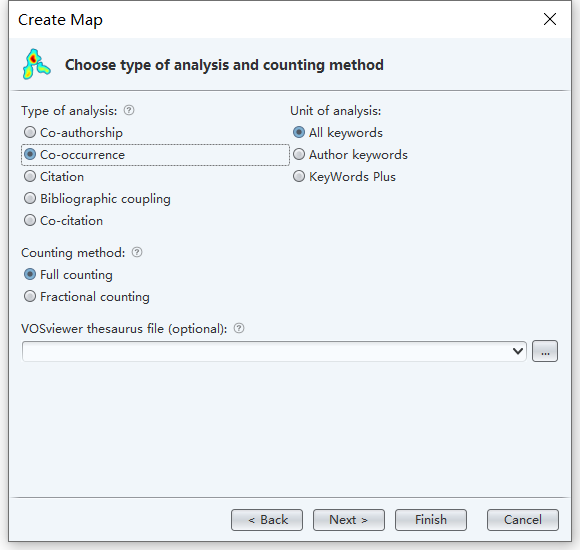 Create Map
Choose type of analysis and counting method
Type of analysis: ?
Co-authorship
Co-occurrence
Citation
Bibliographic coupling
Co-citation
Unit of analysis:
All keywords
Author keywords
KeyWords Plus
Counting method: ?
Full counting
Fractional counting
VOSviewer thesaurus file (optional): ?
...
< Back Next > Finish Cancel